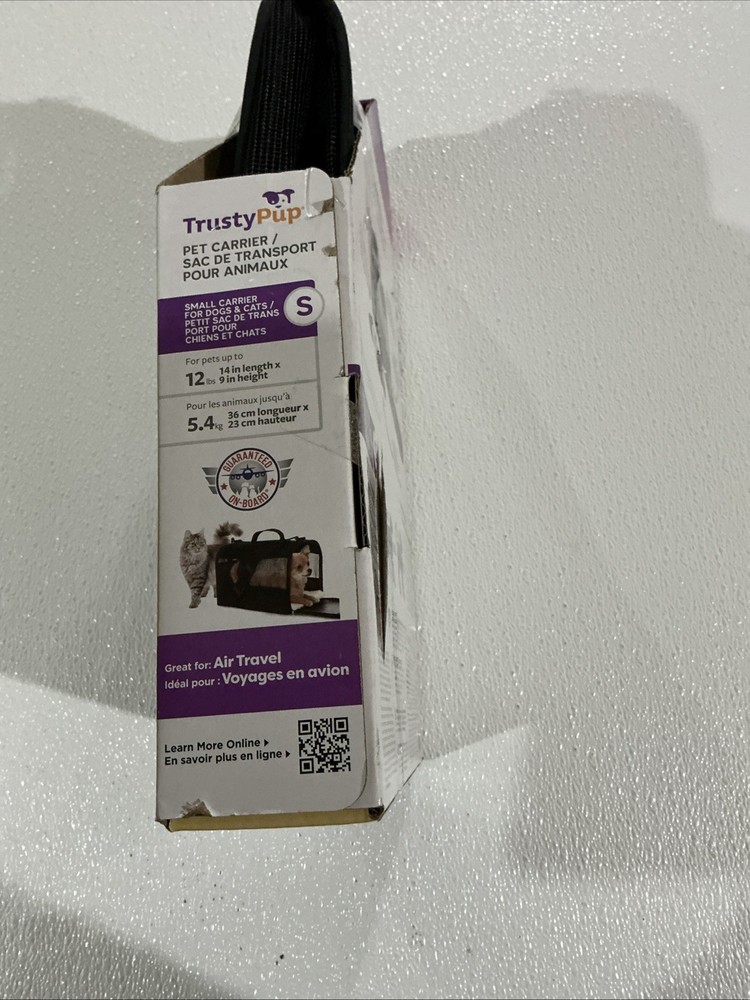 TrustyPup
PET CARRIER /
SAC DE TRANSPORT
POUR ANIMAUX
SMALL CARRIER
FOR DOGS & CATS /
PETIT SAC DE TRANS
PORT POUR
CHIENS ET CHATS
S
For pets up to
12 lbs 14 in length x
9 in height
Pour les animaux jusqu'à
5.4 kg 36 cm longueur x
23 cm hauteur
GUARANTEED
ON-BOARD
Great for: Air Travel
Idéal pour : Voyages en avion
Learn More Online
En savoir plus en ligne